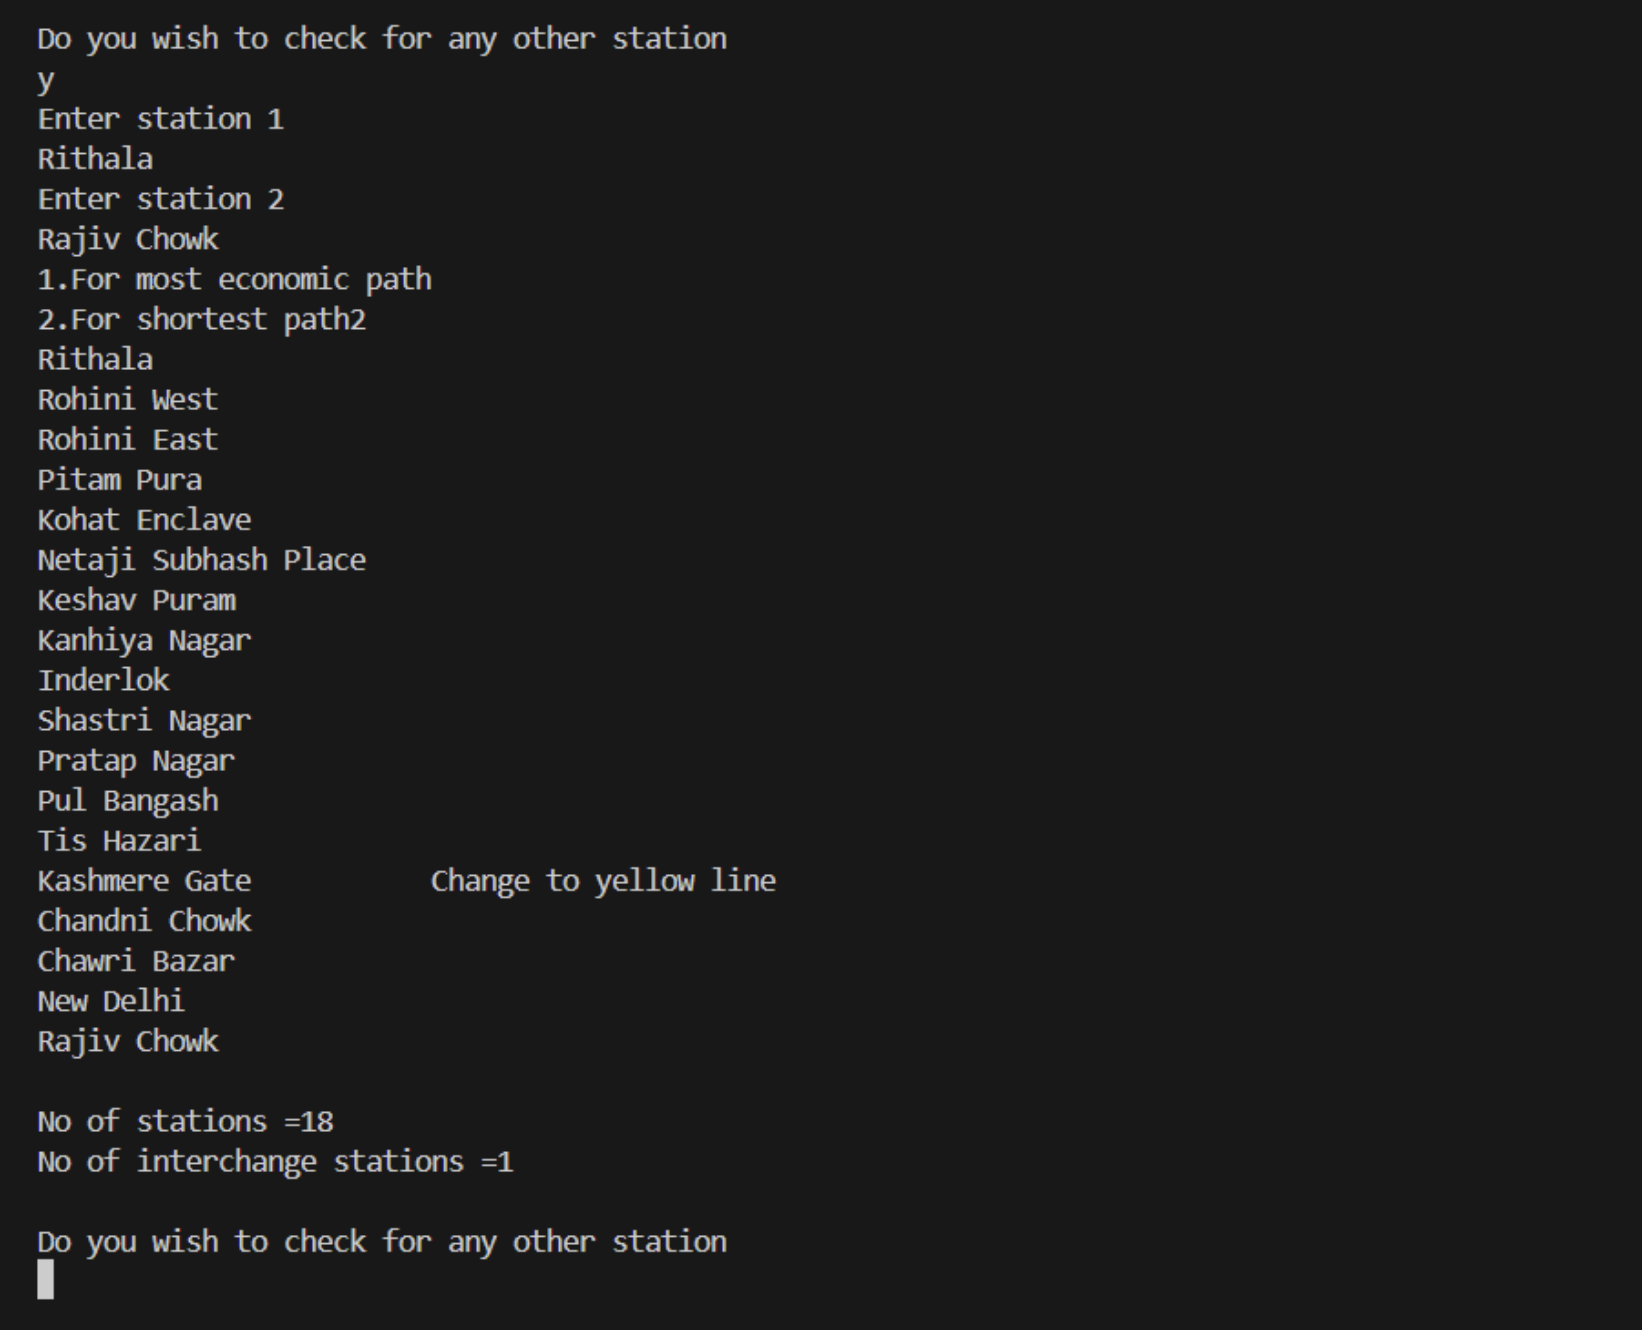 Do you wish to check for any other station
y
Enter station 1
Rithala
Enter station 2
Rajiv Chowk
1.For most economic path
2.For shortest path2
Rithala
Rohini West
Rohini East
Pitam Pura
Kohat Enclave
Netaji Subhash Place
Keshav Puram
Kanhiya Nagar
Inderlok
Shastri Nagar
Pratap Nagar
Pul Bangash
Tis Hazari
Kashmere Gate Change to yellow line
Chandni Chowk
Chawri Bazar
New Delhi
Rajiv Chowk
No of stations =18
No of interchange stations =1
Do you wish to check for any other station